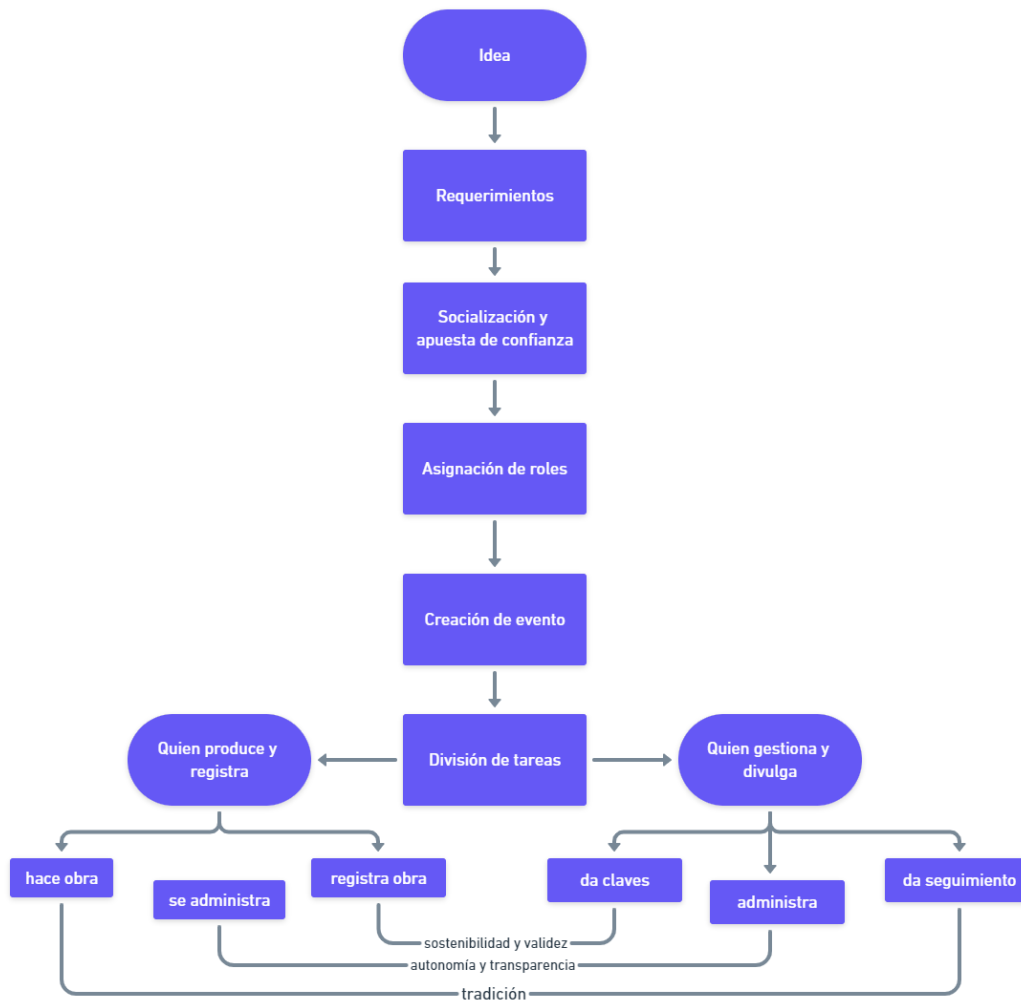 Idea
Requerimientos
Socialización y
apuesta de confianza
Asignación de roles
Creación de evento
Quien produce y
registra
División de tareas
Quien gestiona y
divulga
hace obra
se administra
registra obra
da claves
administra
da seguimiento
sostenibilidad y validez
autonomía y transparencia
tradición